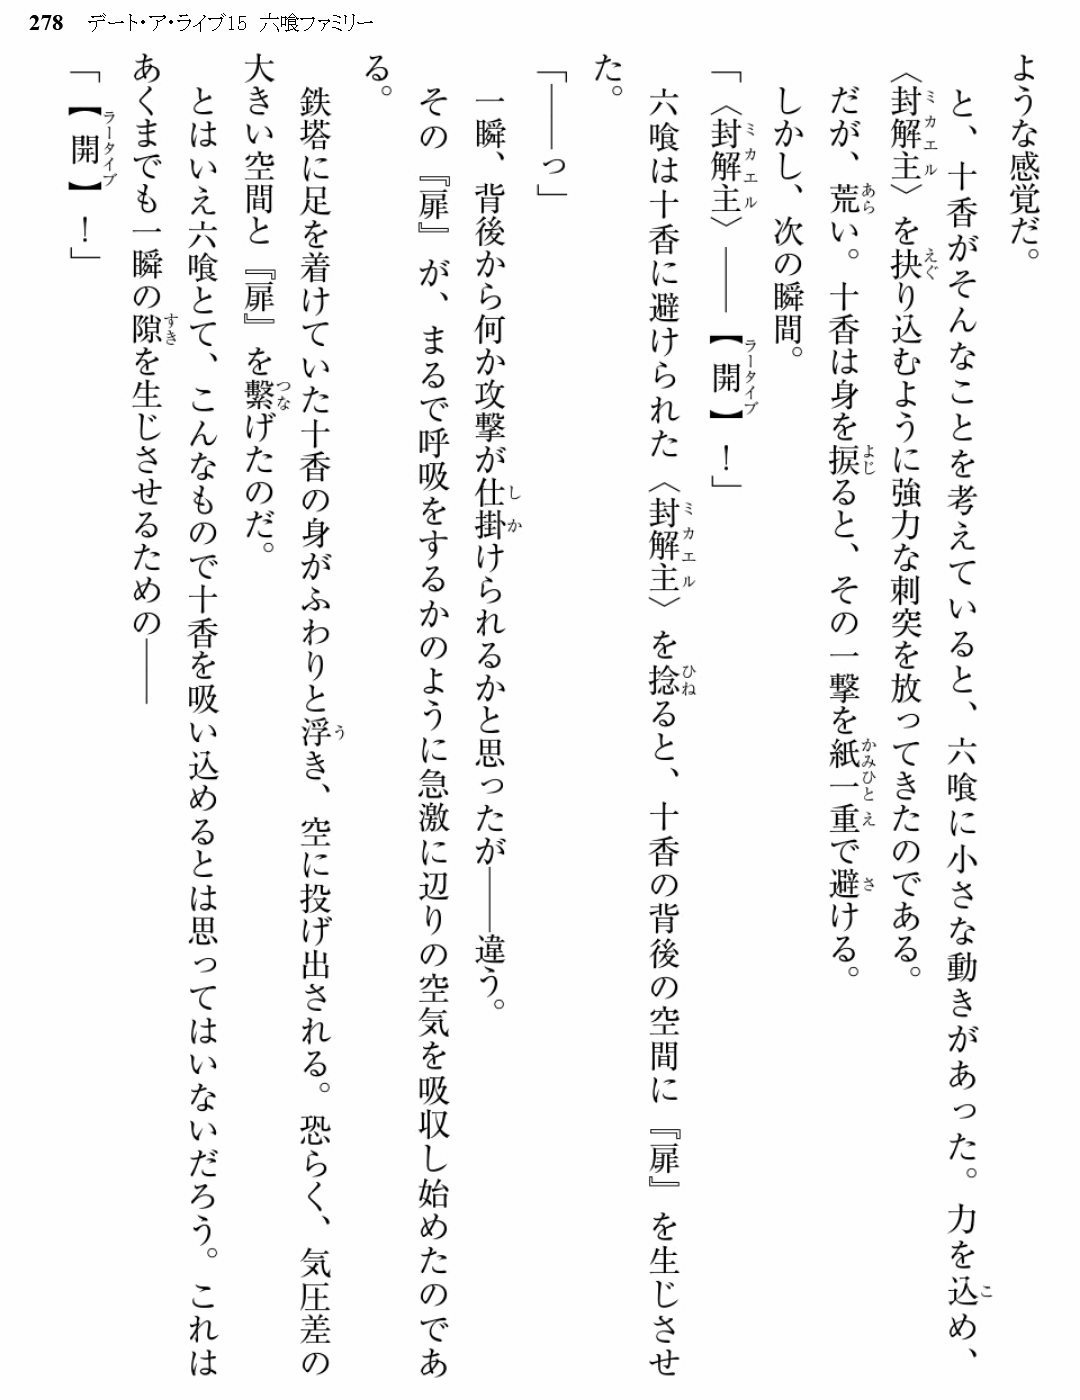 278 デート・ア・ライブ15 六喰ファミリー
ような感覚だ。
と、十香がそんなことを考えていると、六喰に小さな動きがあった。力を込め、
〈封解主〉を抉り込むように強力な刺突を放ってきたのである。
だが、荒い。十香は身を捩ると、その一撃を紙一重で避ける。
しかし、次の瞬間。
「〈封解主〉――【開】！」
六喰は十香に避けられた〈封解主〉を捻ると、十香の背後の空間に『扉』を生じさせ
た。
「――っ」
一瞬、背後から何か攻撃が仕掛けられるかと思ったが――違う。
その『扉』が、まるで呼吸をするかのように急激に辺りの空気を吸収し始めたのであ
る。
鉄塔に足を着けていた十香の身がふわりと浮き、空に投げ出される。恐らく、気圧差の
大きい空間と『扉』を繫げたのだ。
とはいえ六喰とて、こんなもので十香を吸い込めるとは思ってはいないだろう。これは
あくまでも一瞬の隙を生じさせるための――
「【開】！」